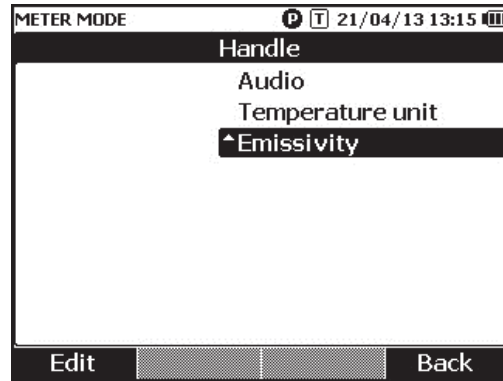 METER MODE P T 21/04/13 13:15
Handle
Audio
Temperature unit
Emissivity
Edit Back